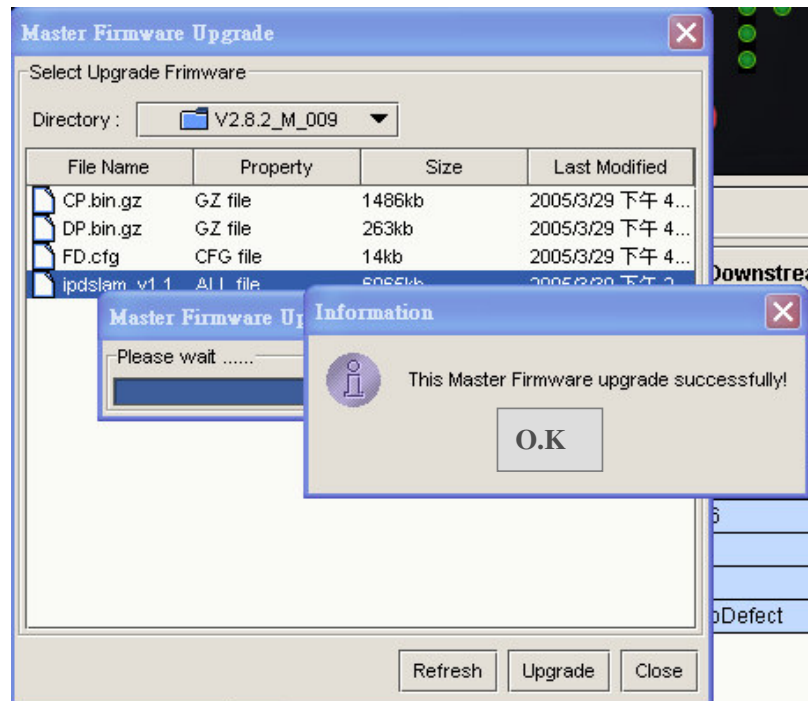 Master Firmware Upgrade
Select Upgrade Frimware
Directory : V2.8.2_M_009
File Name Property Size Last Modified
CP.bin.gz GZ file 1486kb 2005/3/29 下午 4...
DP.bin.gz GZ file 263kb 2005/3/29 下午 4...
FD.cfg CFG file 14kb 2005/3/29 下午 4...
ipdslam_v1.1 ALL file
Master Firmware Up
Please wait ......
Information
This Master Firmware upgrade successfully!
O.K
Refresh Upgrade Close
Downstrea
6
oDefect